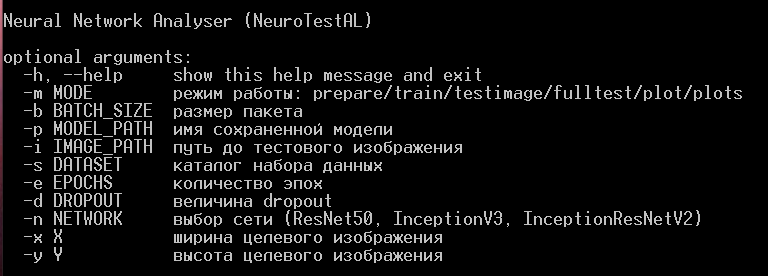 Neural Network Analyser (NeuroTestAL)
optional arguments:
-h, --help show this help message and exit
-m MODE режим работы: prepare/train/testimage/fulltest/plot/plots
-b BATCH_SIZE размер пакета
-p MODEL_PATH имя сохраненной модели
-i IMAGE_PATH путь до тестового изображения
-s DATASET каталог набора данных
-e EPOCHS количество эпох
-d DROPOUT величина dropout
-n NETWORK выбор сети (ResNet50, InceptionV3, InceptionResNetV2)
-x X ширина целевого изображения
-y Y высота целевого изображения